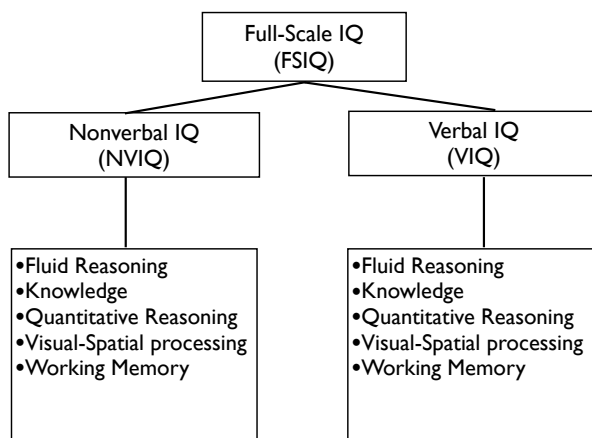 Full-Scale IQ
(FSIQ)
Nonverbal IQ
(NVIQ)
Verbal IQ
(VIQ)
•Fluid Reasoning
•Knowledge
•Quantitative Reasoning
•Visual-Spatial processing
•Working Memory
•Fluid Reasoning
•Knowledge
•Quantitative Reasoning
•Visual-Spatial processing
•Working Memory